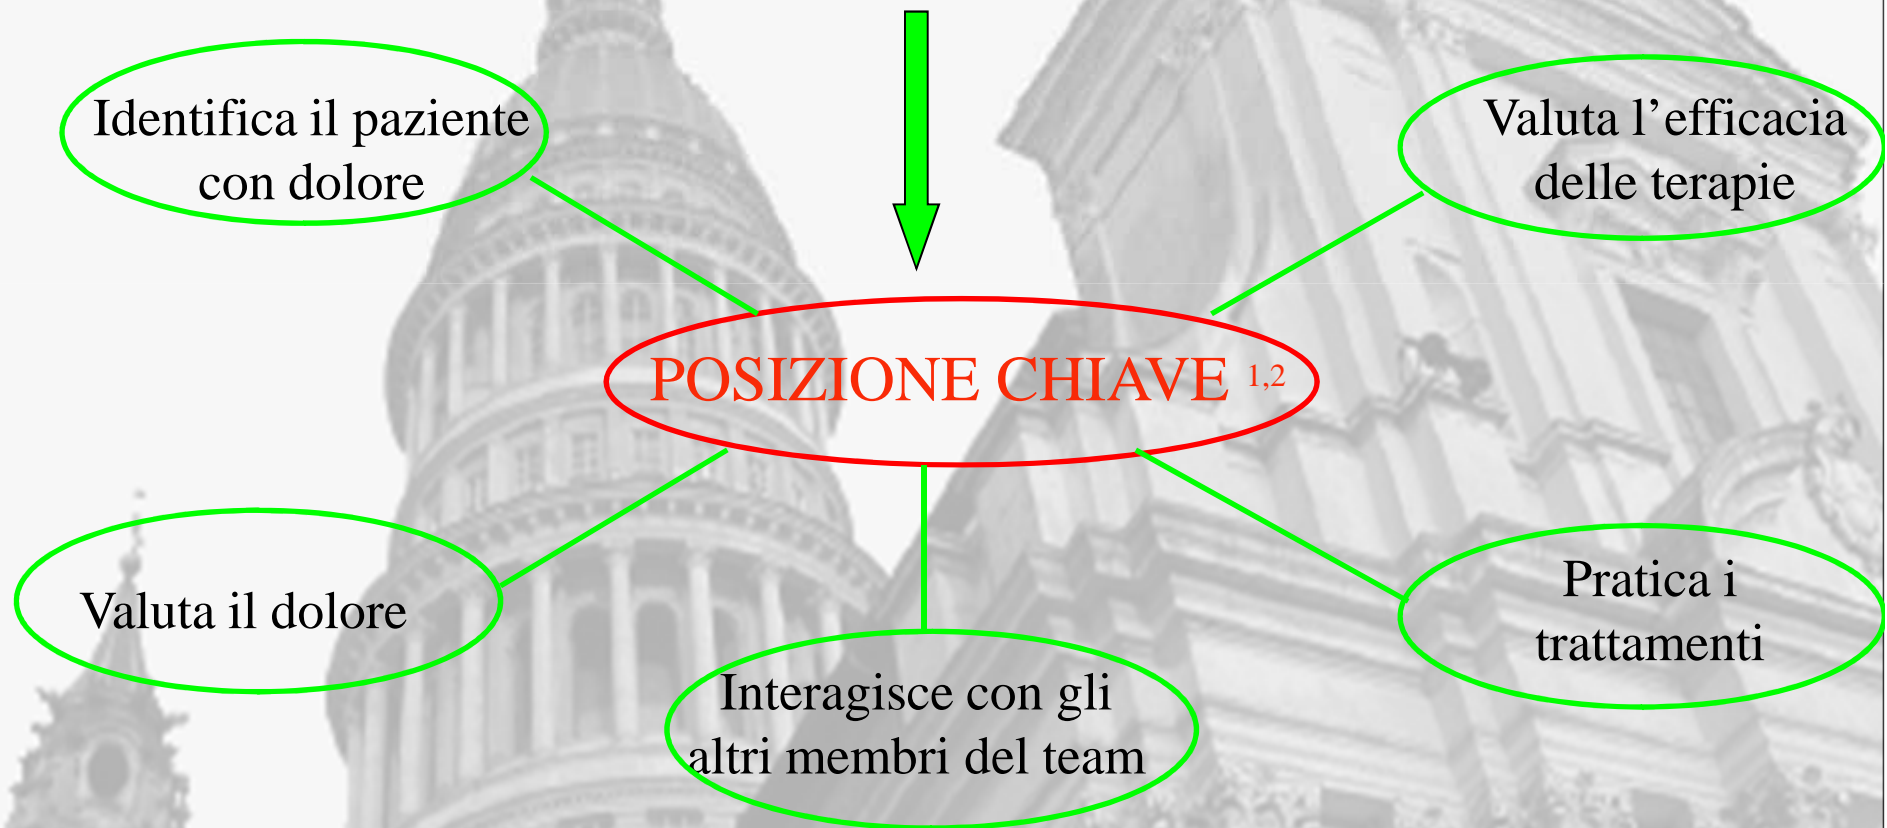 Identifica il paziente
con dolore
Valuta l’efficacia
delle terapie
POSIZIONE CHIAVE 1,2
Valuta il dolore
Pratica i
trattamenti
Interagisce con gli
altri membri del team